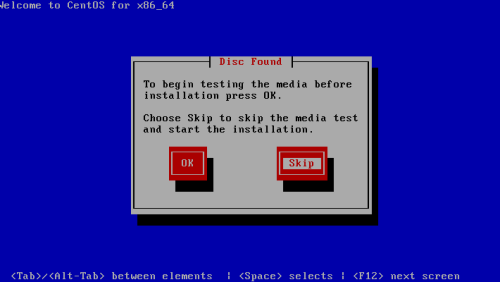 Welcome to CentOS for x86_64
Disc Found
To begin testing the media before
installation press OK.
Choose Skip to skip the media test
and start the installation.
OK Skip
<Tab>/<Alt-Tab> between elements | <Space> selects | <F12> next screen